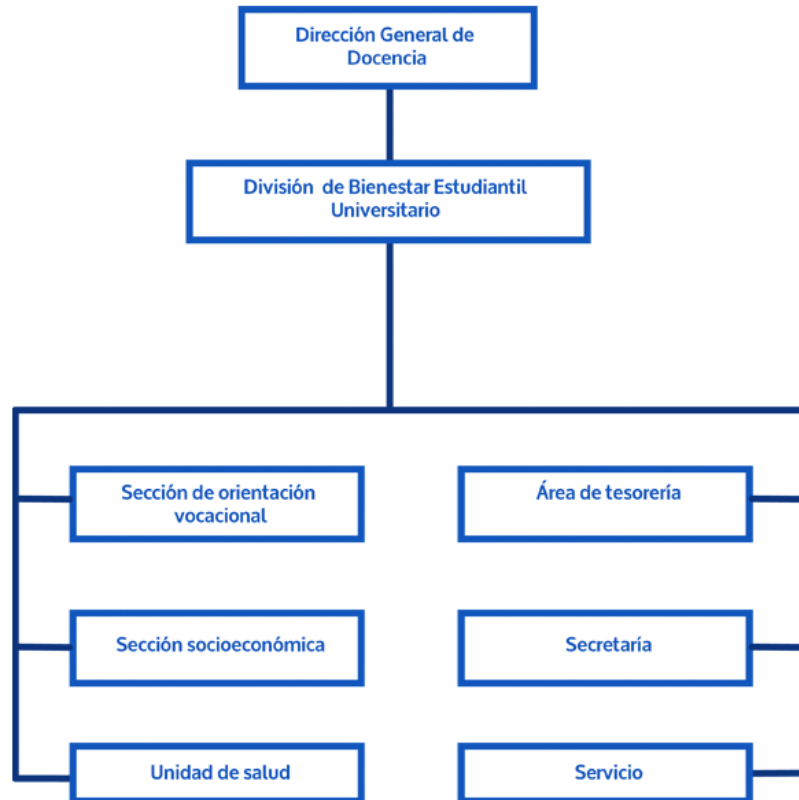 Dirección General de
Docencia
División de Bienestar Estudiantil
Universitario
Sección de orientación
vocacional
Área de tesorería
Sección socioeconómica
Secretaría
Unidad de salud
Servicio